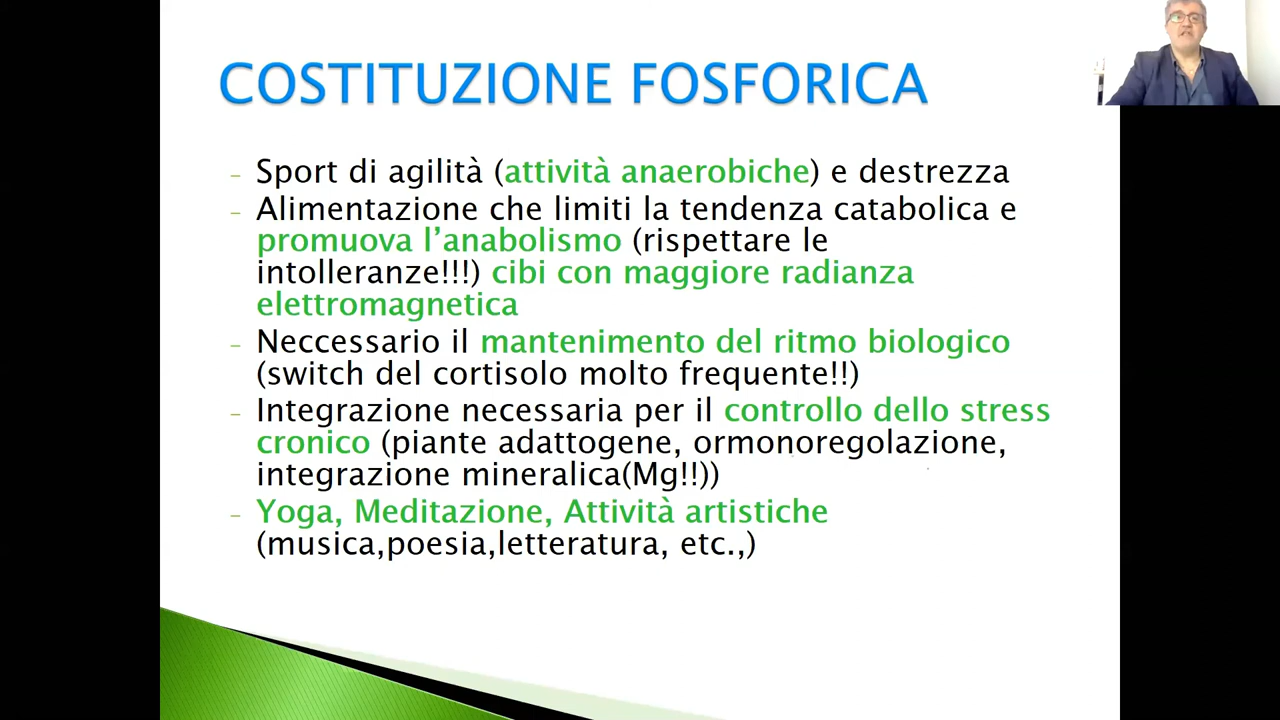 COSTITUZIONE FOSFORICA
– Sport di agilità (attività anaerobiche) e destrezza
– Alimentazione che limiti la tendenza catabolica e
promuova l’anabolismo (rispettare le
intolleranze!!!) cibi con maggiore radianza
elettromagnetica
– Neccessario il mantenimento del ritmo biologico
(switch del cortisolo molto frequente!!)
– Integrazione necessaria per il controllo dello stress
cronico (piante adattogene, ormonoregolazione,
integrazione mineralica(Mg!!))
– Yoga, Meditazione, Attività artistiche
(musica,poesia,letteratura, etc.,)